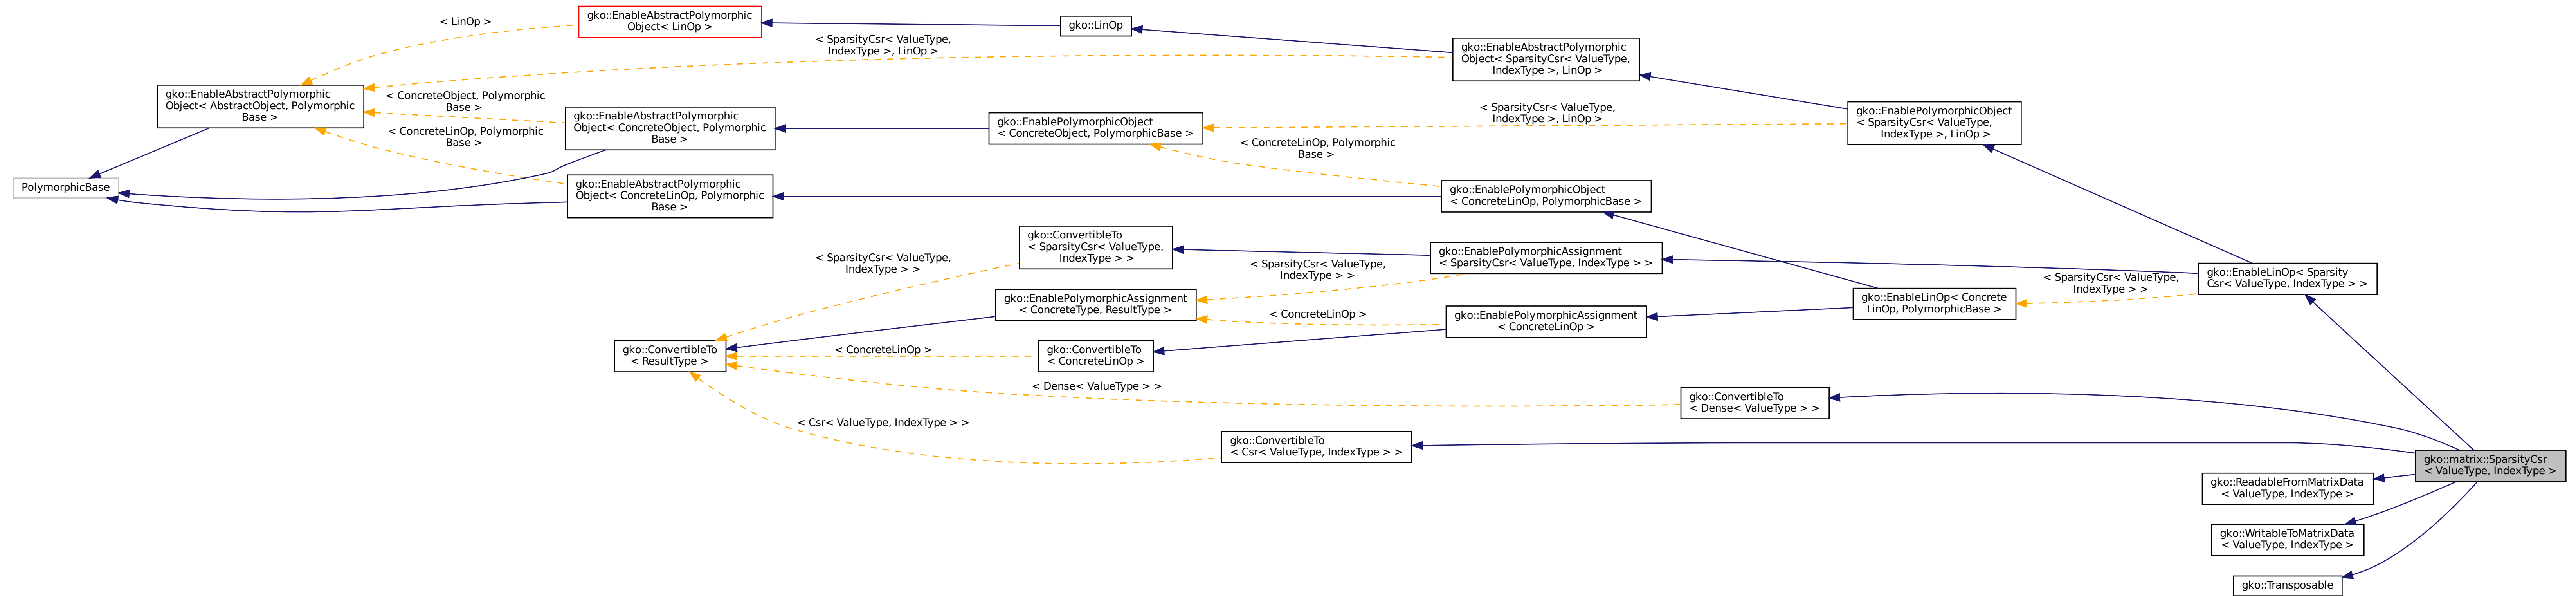 gko::EnableAbstractPolymorphic
Object< LinOp >
< LinOp >
gko::LinOp
< SparsityCsr< ValueType,
IndexType >, LinOp >
gko::EnableAbstractPolymorphic
Object< SparsityCsr< ValueType,
IndexType >, LinOp >
gko::EnableAbstractPolymorphic
Object< AbstractObject, Polymorphic
Base >
< ConcreteObject, Polymorphic
Base >
gko::EnableAbstractPolymorphic
Object< ConcreteObject, Polymorphic
Base >
gko::EnablePolymorphicObject
< ConcreteObject, PolymorphicBase >
< SparsityCsr< ValueType,
IndexType >, LinOp >
gko::EnablePolymorphicObject
< SparsityCsr< ValueType,
IndexType >, LinOp >
< ConcreteLinOp, Polymorphic
Base >
< ConcreteLinOp, Polymorphic
Base >
PolymorphicBase
gko::EnableAbstractPolymorphic
Object< ConcreteLinOp, Polymorphic
Base >
gko::EnablePolymorphicObject
< ConcreteLinOp, PolymorphicBase >
gko::ConvertibleTo
< SparsityCsr< ValueType,
IndexType > >
< SparsityCsr< ValueType,
IndexType > >
gko::EnablePolymorphicAssignment
< SparsityCsr< ValueType, IndexType > >
< SparsityCsr< ValueType,
IndexType > >
gko::EnableLinOp< Sparsity
Csr< ValueType, IndexType > >
< SparsityCsr< ValueType,
IndexType > >
gko::EnablePolymorphicAssignment
< ConcreteType, ResultType >
gko::EnableLinOp< Concrete
LinOp, PolymorphicBase >
< ConcreteLinOp >
gko::EnablePolymorphicAssignment
< ConcreteLinOp >
gko::ConvertibleTo
< ResultType >
< ConcreteLinOp >
gko::ConvertibleTo
< ConcreteLinOp >
< Dense< ValueType > >
gko::ConvertibleTo
< Dense< ValueType > >
< Csr< ValueType, IndexType > >
gko::ConvertibleTo
< Csr< ValueType, IndexType > >
gko::matrix::SparsityCsr
< ValueType, IndexType >
gko::ReadableFromMatrixData
< ValueType, IndexType >
gko::WritableToMatrixData
< ValueType, IndexType >
gko::Transposable